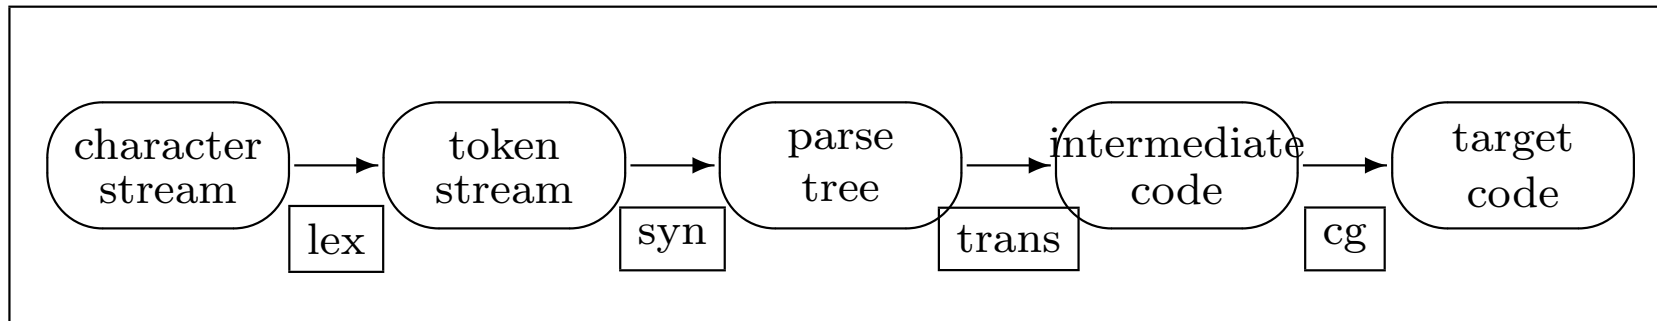 character
stream
token
stream
parse
tree
intermediate
code
target
code
lex
syn
trans
cg